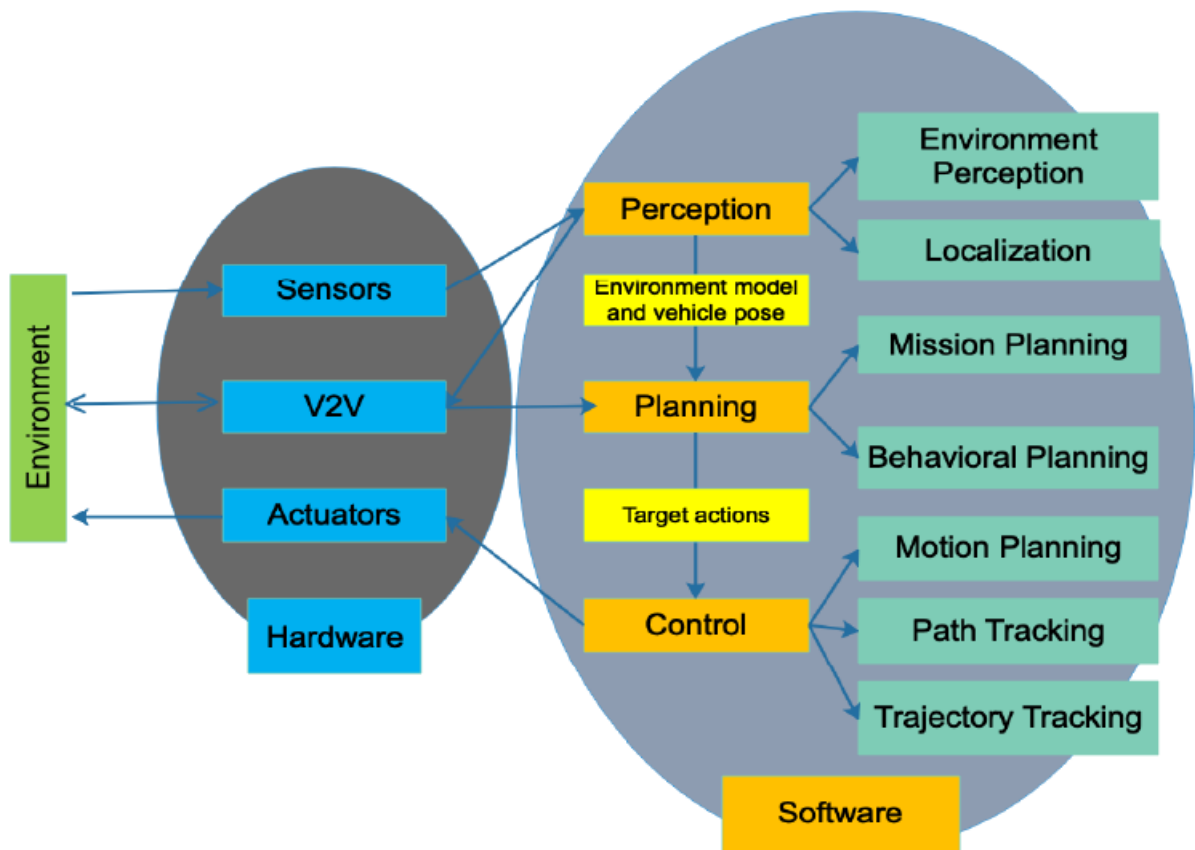 Environment
Sensors
V2V
Actuators
Hardware
Perception
Environment model
and vehicle pose
Planning
Target actions
Control
Software
Environment
Perception
Localization
Mission Planning
Behavioral Planning
Motion Planning
Path Tracking
Trajectory Tracking